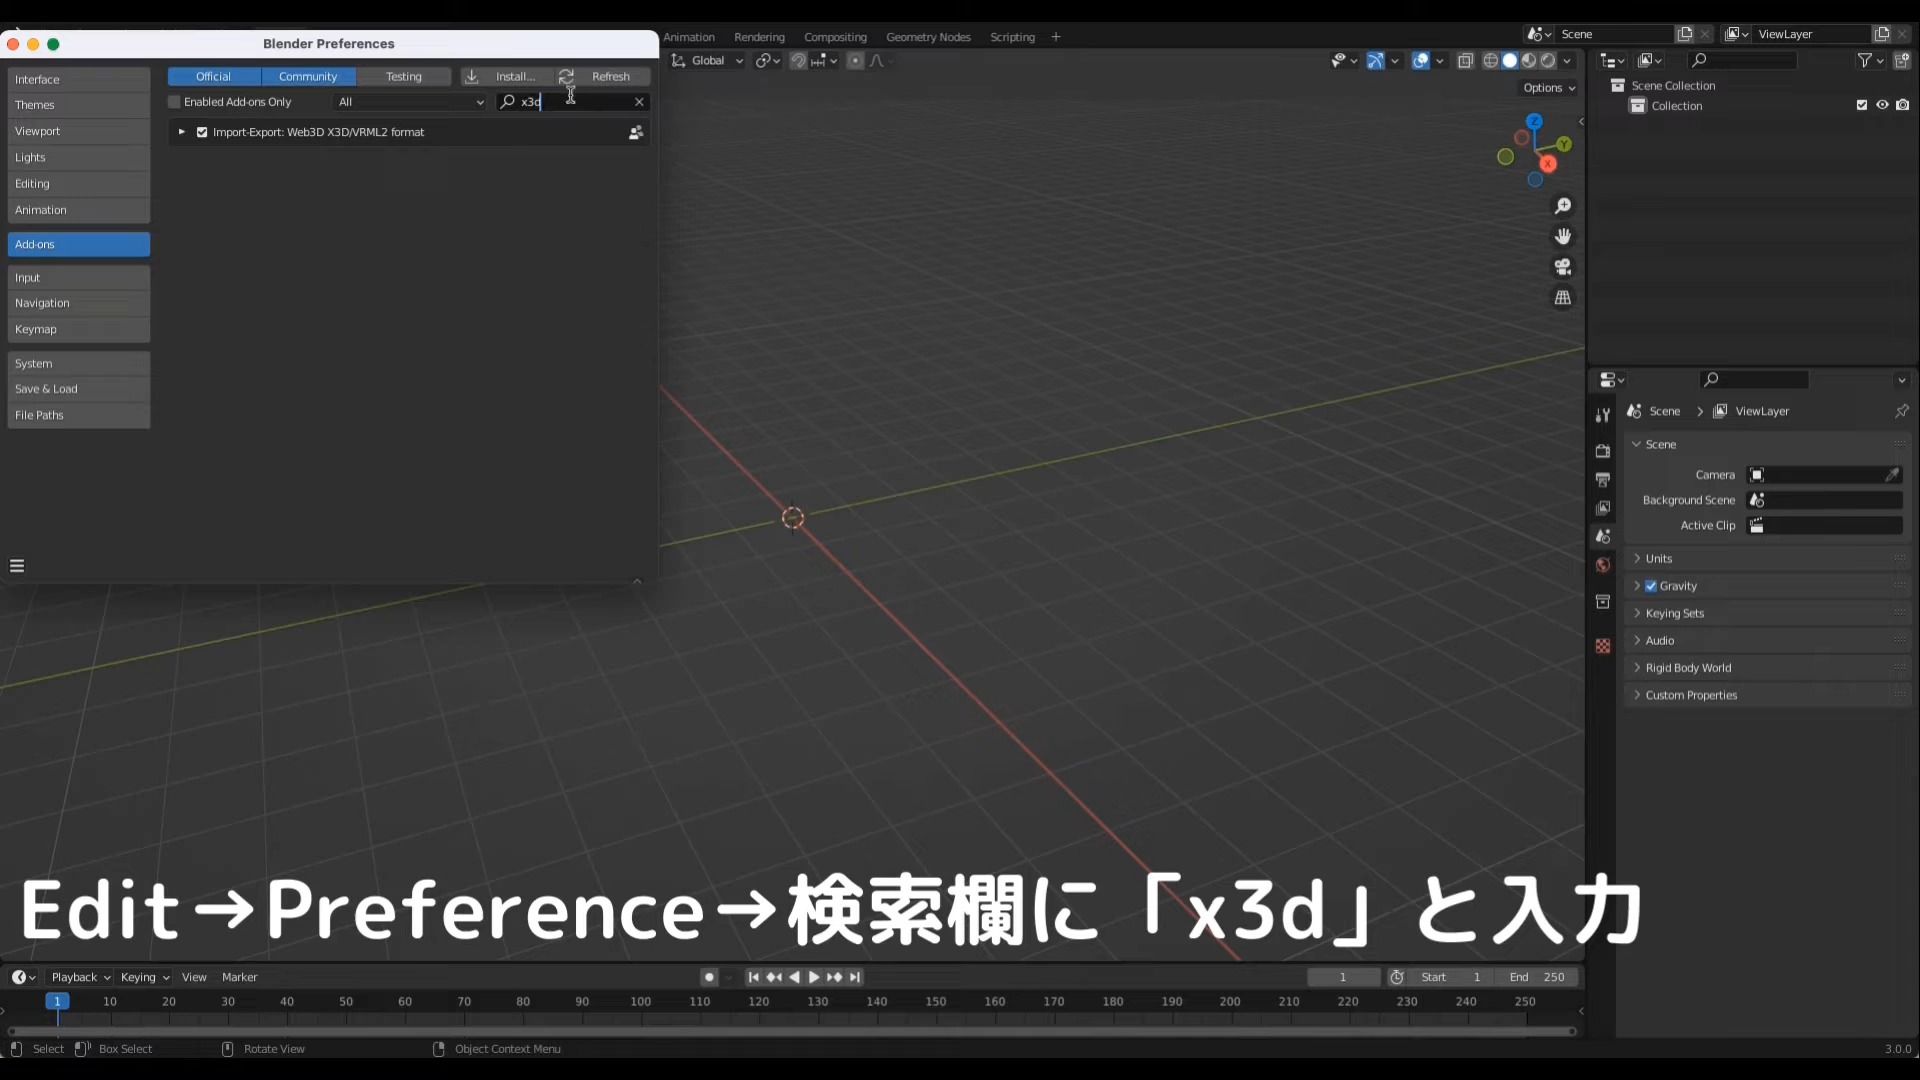 Blender Preferences
Animation Rendering Compositing Geometry Nodes Scripting
Scene
ViewLayer
Interface
Themes
Viewport
Lights
Editing
Animation
Add-ons
Input
Navigation
Keymap
System
Save & Load
File Paths
Official Community Testing Install... Refresh
Enabled Add-ons Only All x3d
Import-Export: Web3D X3D/VRML2 format
Global
Options
Z
Y
X
Scene Collection
Collection
Scene ViewLayer
Scene
Camera
Background Scene
Active Clip
Units
Gravity
Keying Sets
Audio
Rigid Body World
Custom Properties
Edit→Preference→検索欄に「x3d」と入力
Playback Keying View Marker 1 Start 1 End 250
1 10 20 30 40 50 60 70 80 90 100 110 120 130 140 150 160 170 180 190 200 210 220 230 240 250
Select Box Select Rotate View Object Context Menu 3.0.0